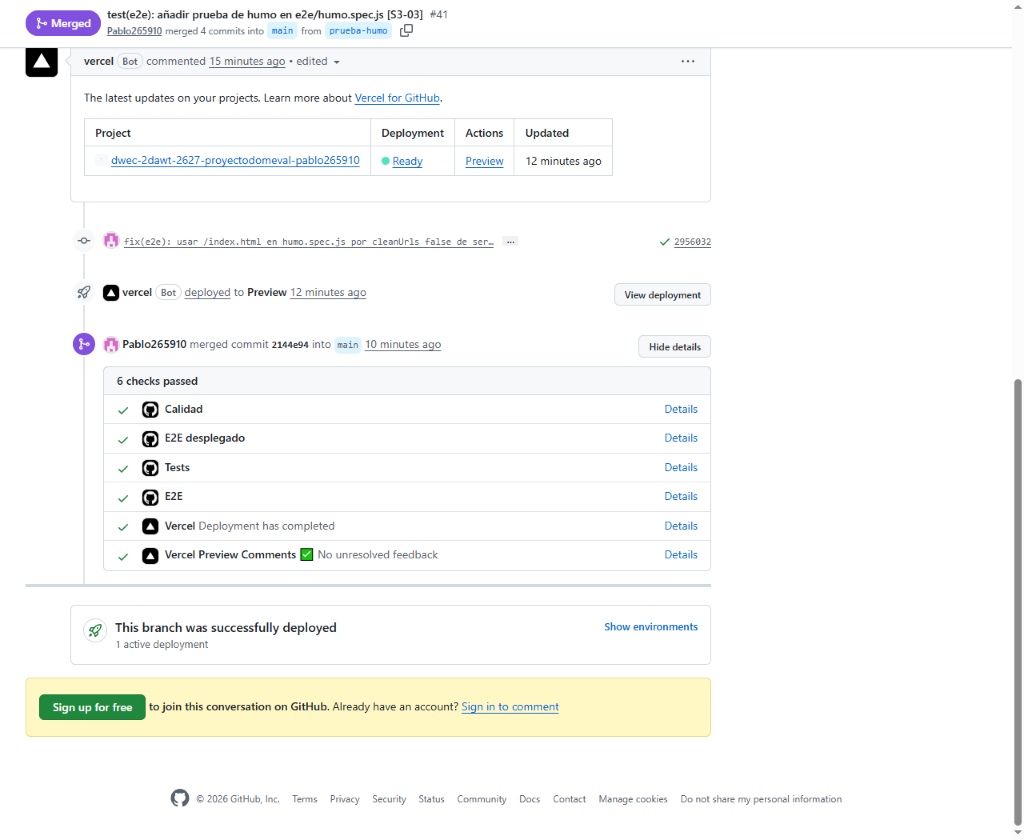 Merged
test(e2e): añadir prueba de humo en e2e/humo.spec.js [S3-03] #41
Pablo265910 merged 4 commits into main from prueba-humo
vercel Bot commented 15 minutes ago • edited
The latest updates on your projects. Learn more about Vercel for GitHub.
Project Deployment Actions Updated
dwec-2dawt-2627-proyectodomeval-pablo265910 Ready Preview 12 minutes ago
fix(e2e): usar /index.html en humo.spec.js por cleanUrls false de ser… ... 2956032
vercel Bot deployed to Preview 12 minutes ago View deployment
Pablo265910 merged commit 2144e94 into main 10 minutes ago Hide details
6 checks passed
Calidad Details
E2E desplegado Details
Tests Details
E2E Details
Vercel Deployment has completed Details
Vercel Preview Comments ✅ No unresolved feedback Details
This branch was successfully deployed Show environments
1 active deployment
Sign up for free to join this conversation on GitHub. Already have an account? Sign in to comment
© 2026 GitHub, Inc. Terms Privacy Security Status Community Docs Contact Manage cookies Do not share my personal information